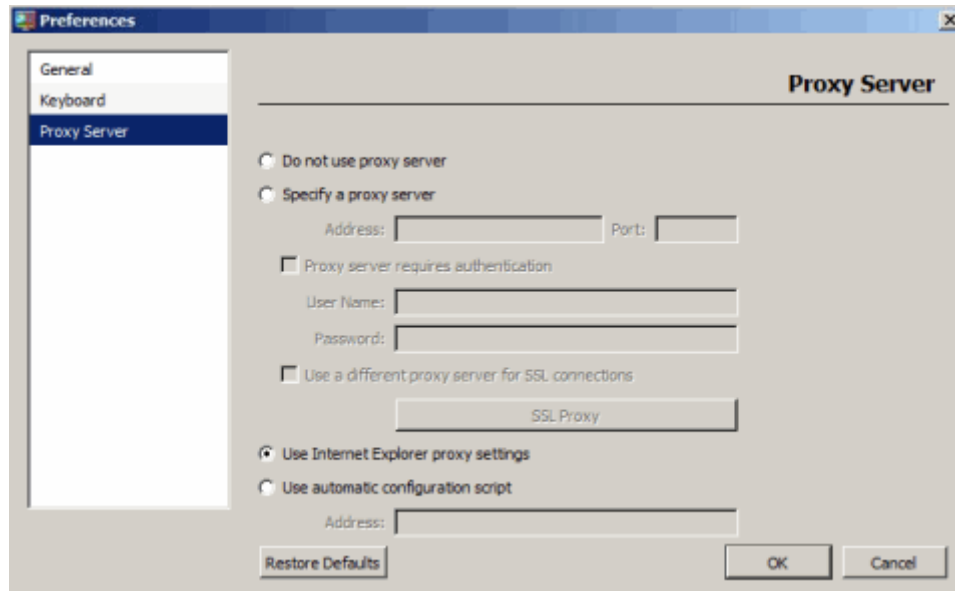 Preferences
General
Keyboard
Proxy Server
Proxy Server
Do not use proxy server
Specify a proxy server
Address: Port:
Proxy server requires authentication
User Name:
Password:
Use a different proxy server for SSL connections
SSL Proxy
Use Internet Explorer proxy settings
Use automatic configuration script
Address:
Restore Defaults OK Cancel